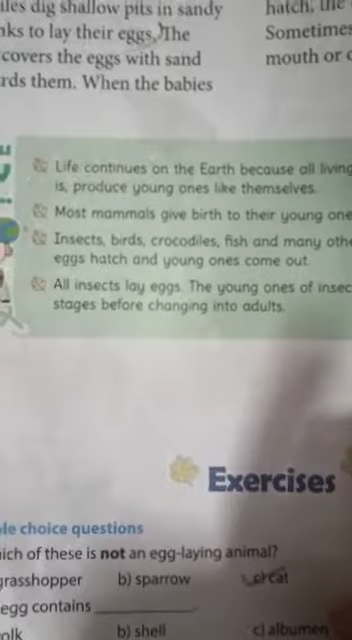 iles dig shallow pits in sandy
nks to lay their eggs. The
covers the eggs with sand
rds them. When the babies
hatch, the
Sometimes
mouth or
Life continues on the Earth because all living
is, produce young ones like themselves.
Most mammals give birth to their young one
Insects, birds, crocodiles, fish and many othe
eggs hatch and young ones come out.
All insects lay eggs. The young ones of insec
stages before changing into adults.
Exercises
le choice questions
ich of these is not an egg-laying animal?
grasshopper b) sparrow c) cat
egg contains ____________
olk b) shell c) albumen